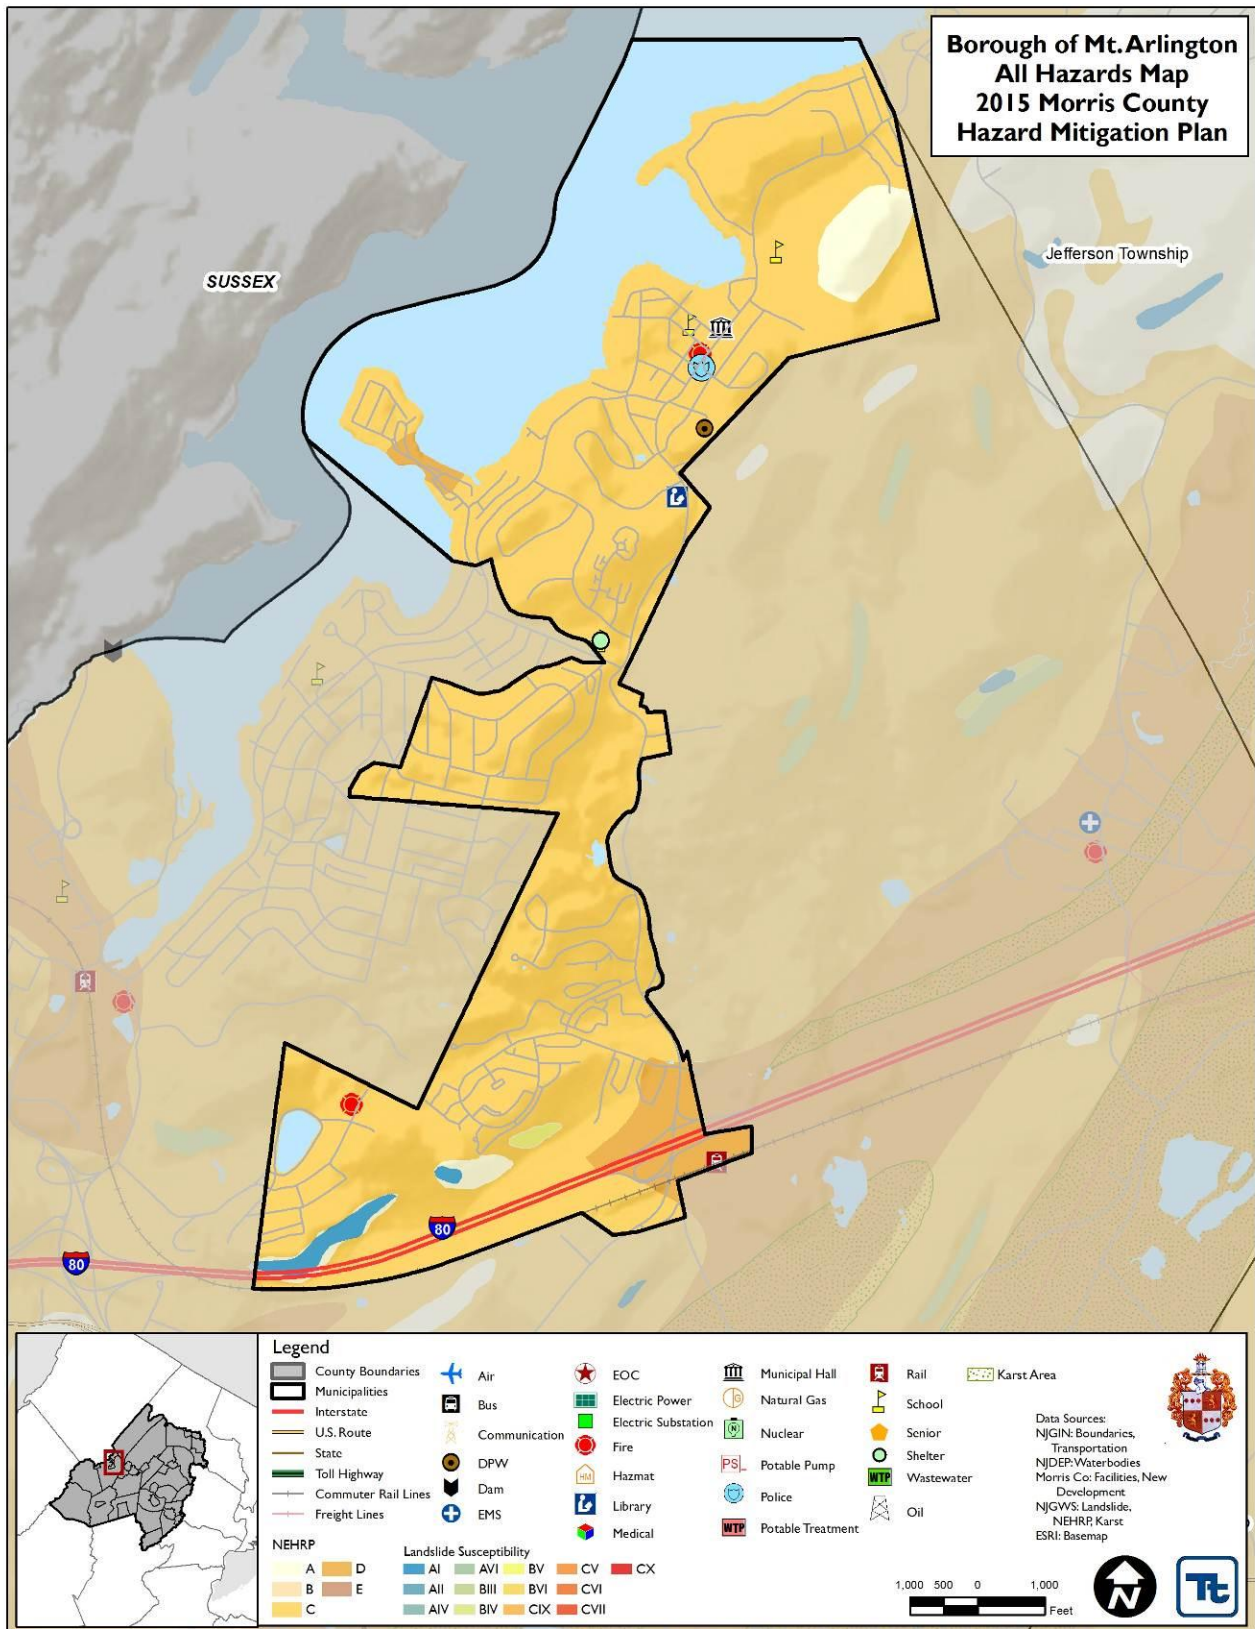 Borough of Mt. Arlington
All Hazards Map
2015 Morris County
Hazard Mitigation Plan
Jefferson Township
SUSSEX
80
80
Legend
County Boundaries
Municipalities
Interstate
U.S. Route
State
Toll Highway
Commuter Rail Lines
Freight Lines
Air
Bus
Communication
DPW
Dam
EMS
EOC
Electric Power
Electric Substation
Fire
HM Hazmat
Library
Medical
Municipal Hall
G Natural Gas
N Nuclear
PS Potable Pump
Police
WTP Potable Treatment
Rail
School
Senior
Shelter
WTP Wastewater
Oil
Karst Area
Data Sources:
NJGIN: Boundaries,
Transportation
NJDEP: Waterbodies
Morris Co: Facilities, New
Development
NJGWS: Landslide,
NEHRP, Karst
ESRI: Basemap
NEHRP
A D
B E
C
Landslide Susceptibility
AI AVI BV CV CX
AII BIII BVI CVI
AIV BIV CIX CVII
1,000 500 0 1,000
Feet
N
Tt